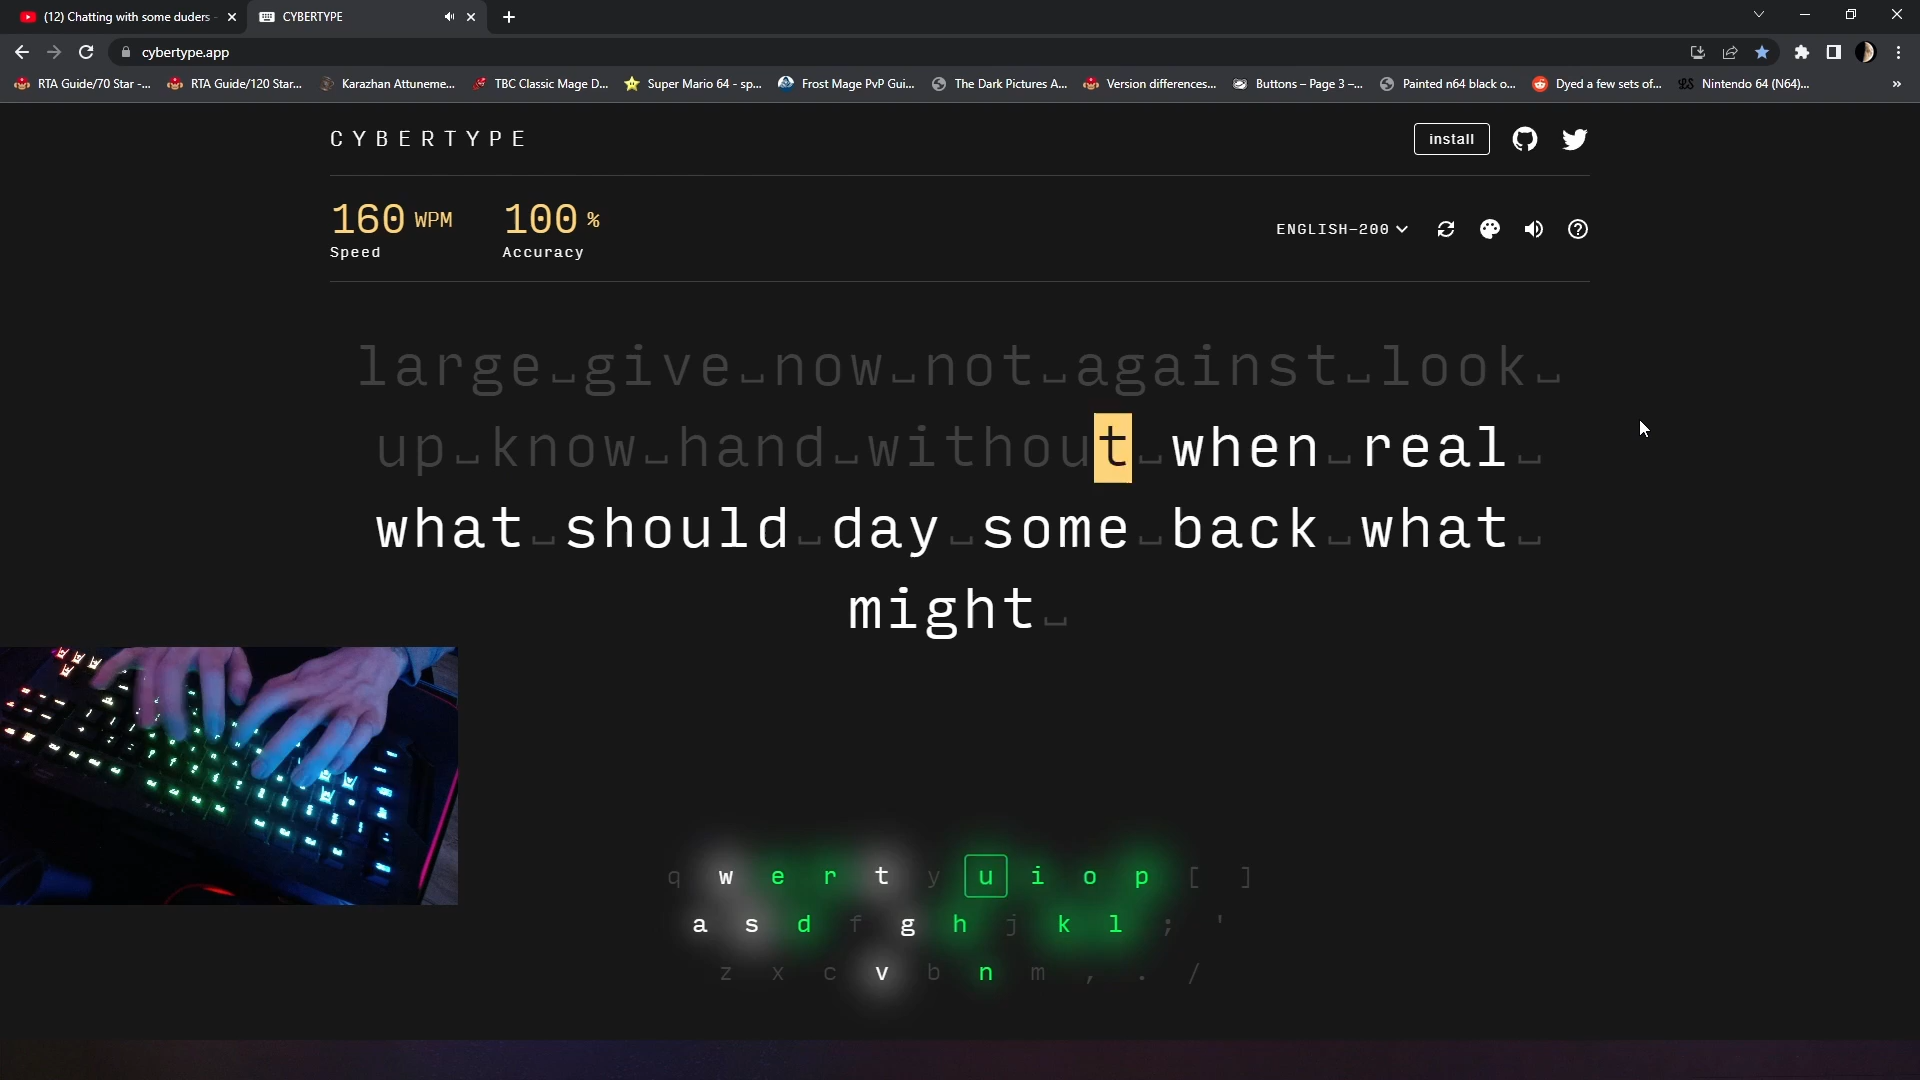 (12) Chatting with some duders -
CYBERTYPE
cybertype.app
RTA Guide/70 Star -...
RTA Guide/120 Star...
Karazhan Attuneme...
TBC Classic Mage D...
Super Mario 64 - sp...
Frost Mage PvP Gui...
The Dark Pictures A...
Version differences...
Buttons – Page 3 –...
Painted n64 black o...
Dyed a few sets of...
Nintendo 64 (N64)...
CYBERTYPE
install
160 WPM
Speed
100 %
Accuracy
ENGLISH-200
large␣give␣now␣not␣against␣look␣
up␣know␣hand␣without␣when␣real␣
what␣should␣day␣some␣back␣what␣
might␣
q w e r t y u i o p [ ]
a s d f g h j k l ; '
z x c v b n m , . /